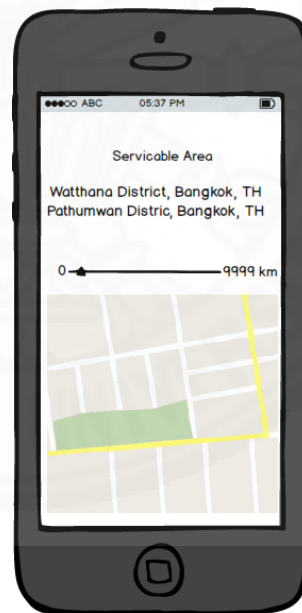 ABC 05:37 PM
Servicable Area
Watthana District, Bangkok, TH
Pathumwan Distric, Bangkok, TH
0 9999 km